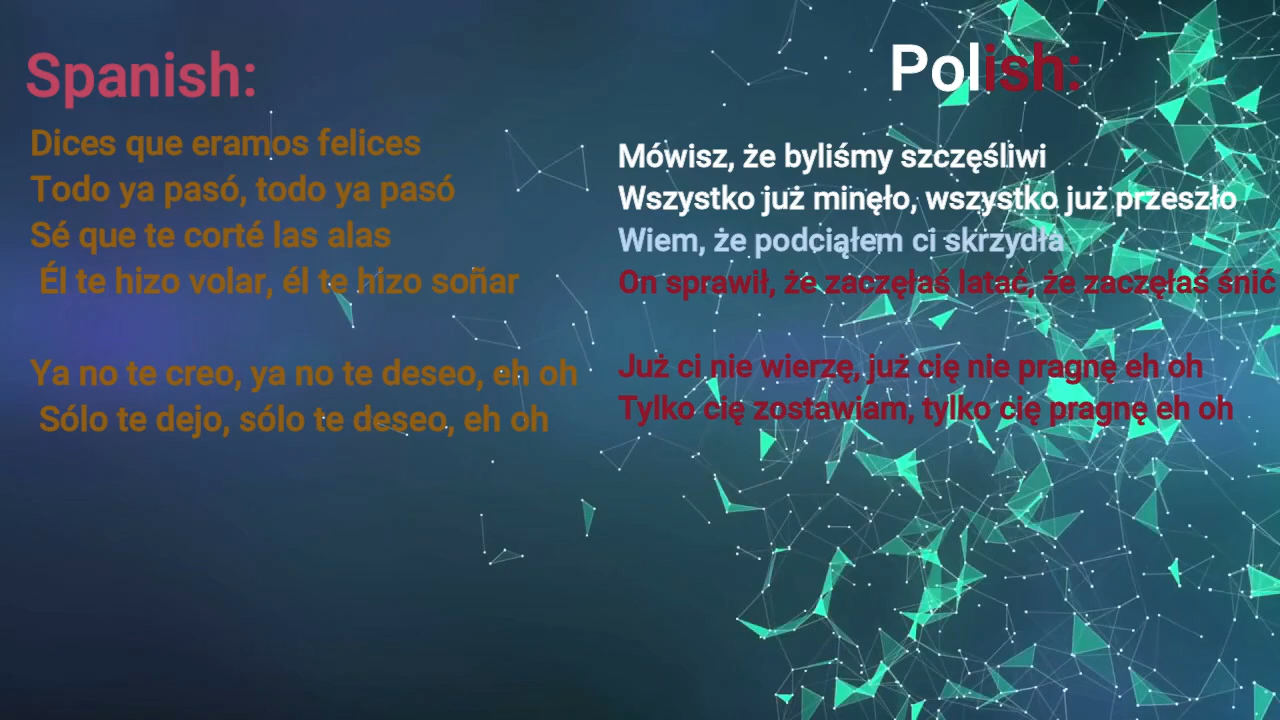 Spanish:
Dices que eramos felices
Todo ya pasó, todo ya pasó
Sé que te corté las alas
Él te hizo volar, él te hizo soñar
Ya no te creo, ya no te deseo, eh oh
Sólo te dejo, sólo te deseo, eh oh
Polish:
Mówisz, że byliśmy szczęśliwi
Wszystko już minęło, wszystko już przeszło
Wiem, że podciąłem ci skrzydła
On sprawił, że zaczęłaś latać, że zaczęłaś śnić
Już ci nie wierzę, już cię nie pragnę eh oh
Tylko cię zostawiam, tylko cię pragnę eh oh